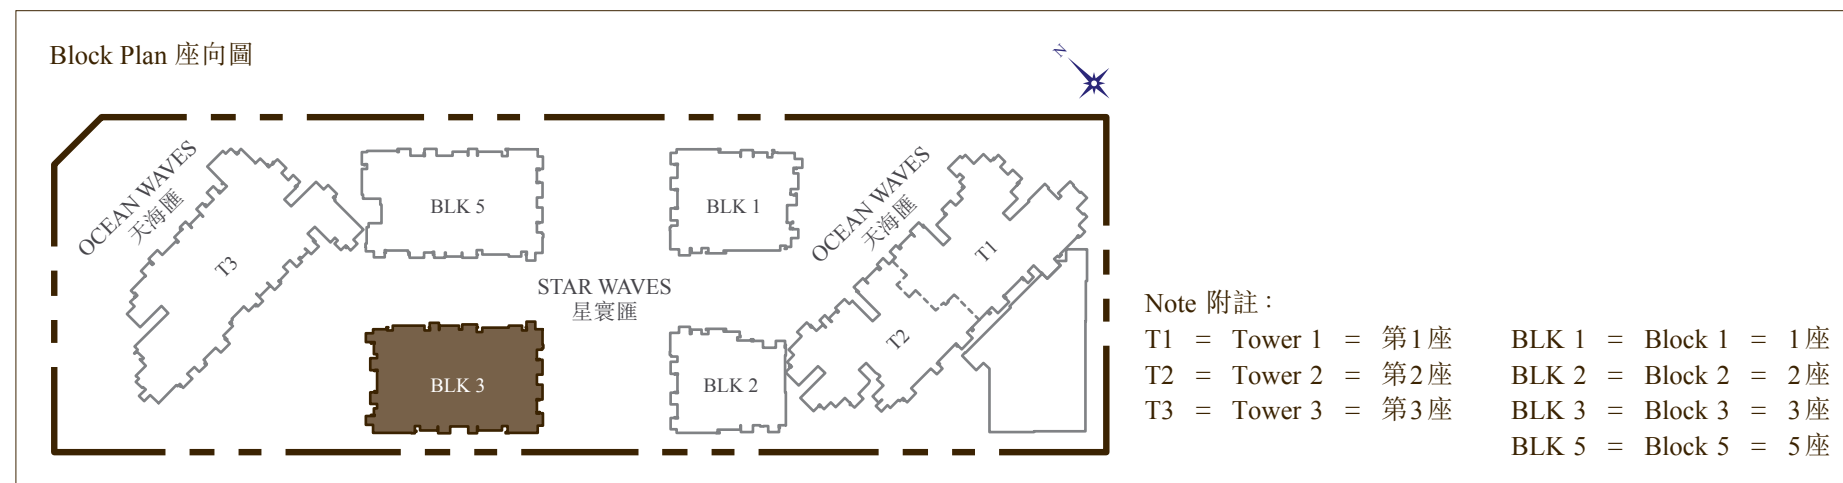 Block Plan 座向圖
N
OCEAN WAVES
天海匯
T3
BLK 5
BLK 1
OCEAN WAVES
天海匯
T1
STAR WAVES
星寰匯
T2
BLK 3
BLK 2
Note 附註：
T1 = Tower 1 = 第1座 BLK 1 = Block 1 = 1座
T2 = Tower 2 = 第2座 BLK 2 = Block 2 = 2座
T3 = Tower 3 = 第3座 BLK 3 = Block 3 = 3座
BLK 5 = Block 5 = 5座